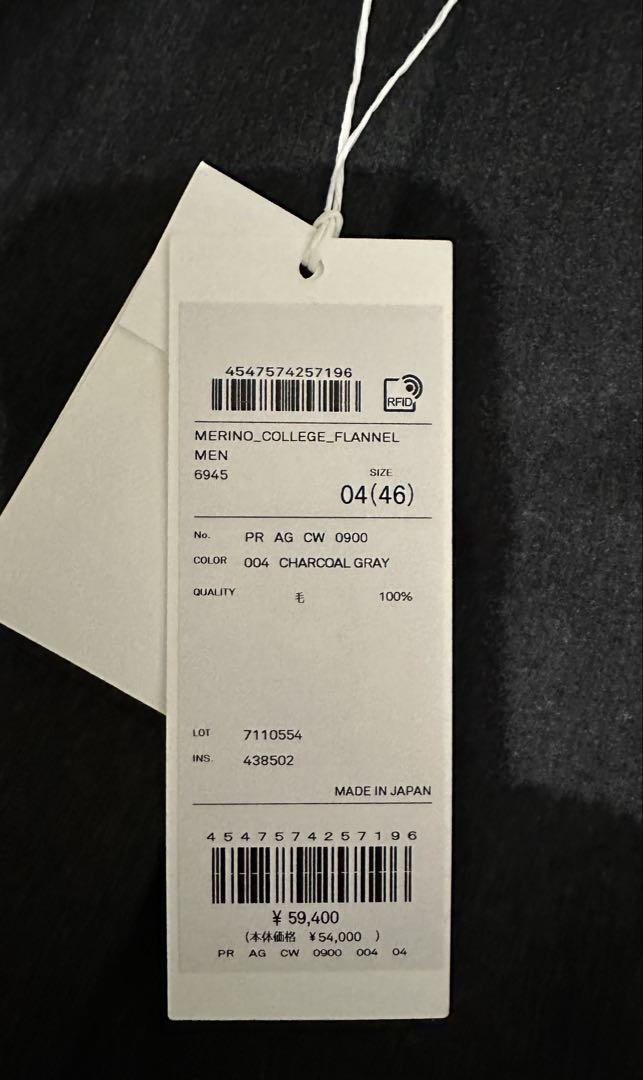 4547574257196
RFID
MERINO_COLLEGE_FLANNEL
MEN
6945
SIZE
04(46)
No. PR AG CW 0900
COLOR 004 CHARCOAL GRAY
QUALITY 毛 100%
LOT 7110554
INS. 438502
MADE IN JAPAN
4547574257196
¥ 59,400
(本体価格 ¥54,000 )
PR AG CW 0900 004 04